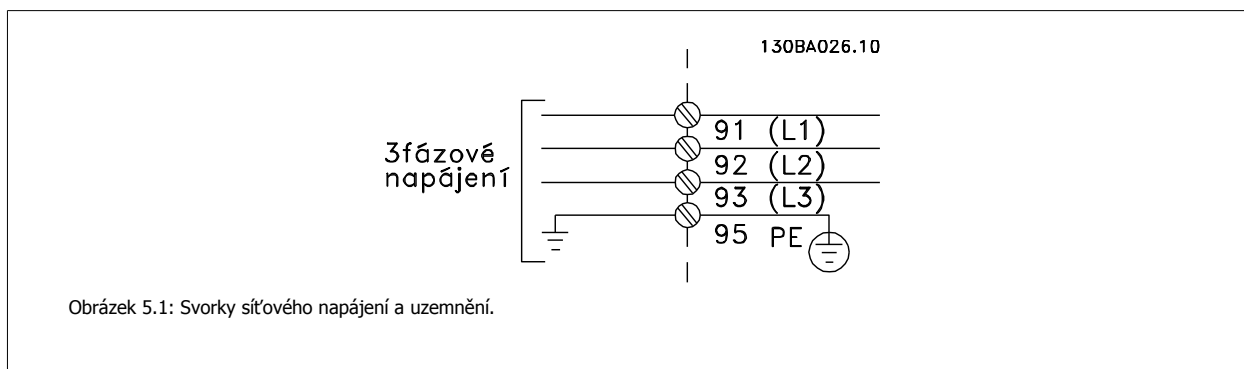 130BA026.10
3fázové
napájení
91 (L1)
92 (L2)
93 (L3)
95 PE
Obrázek 5.1: Svorky síťového napájení a uzemnění.